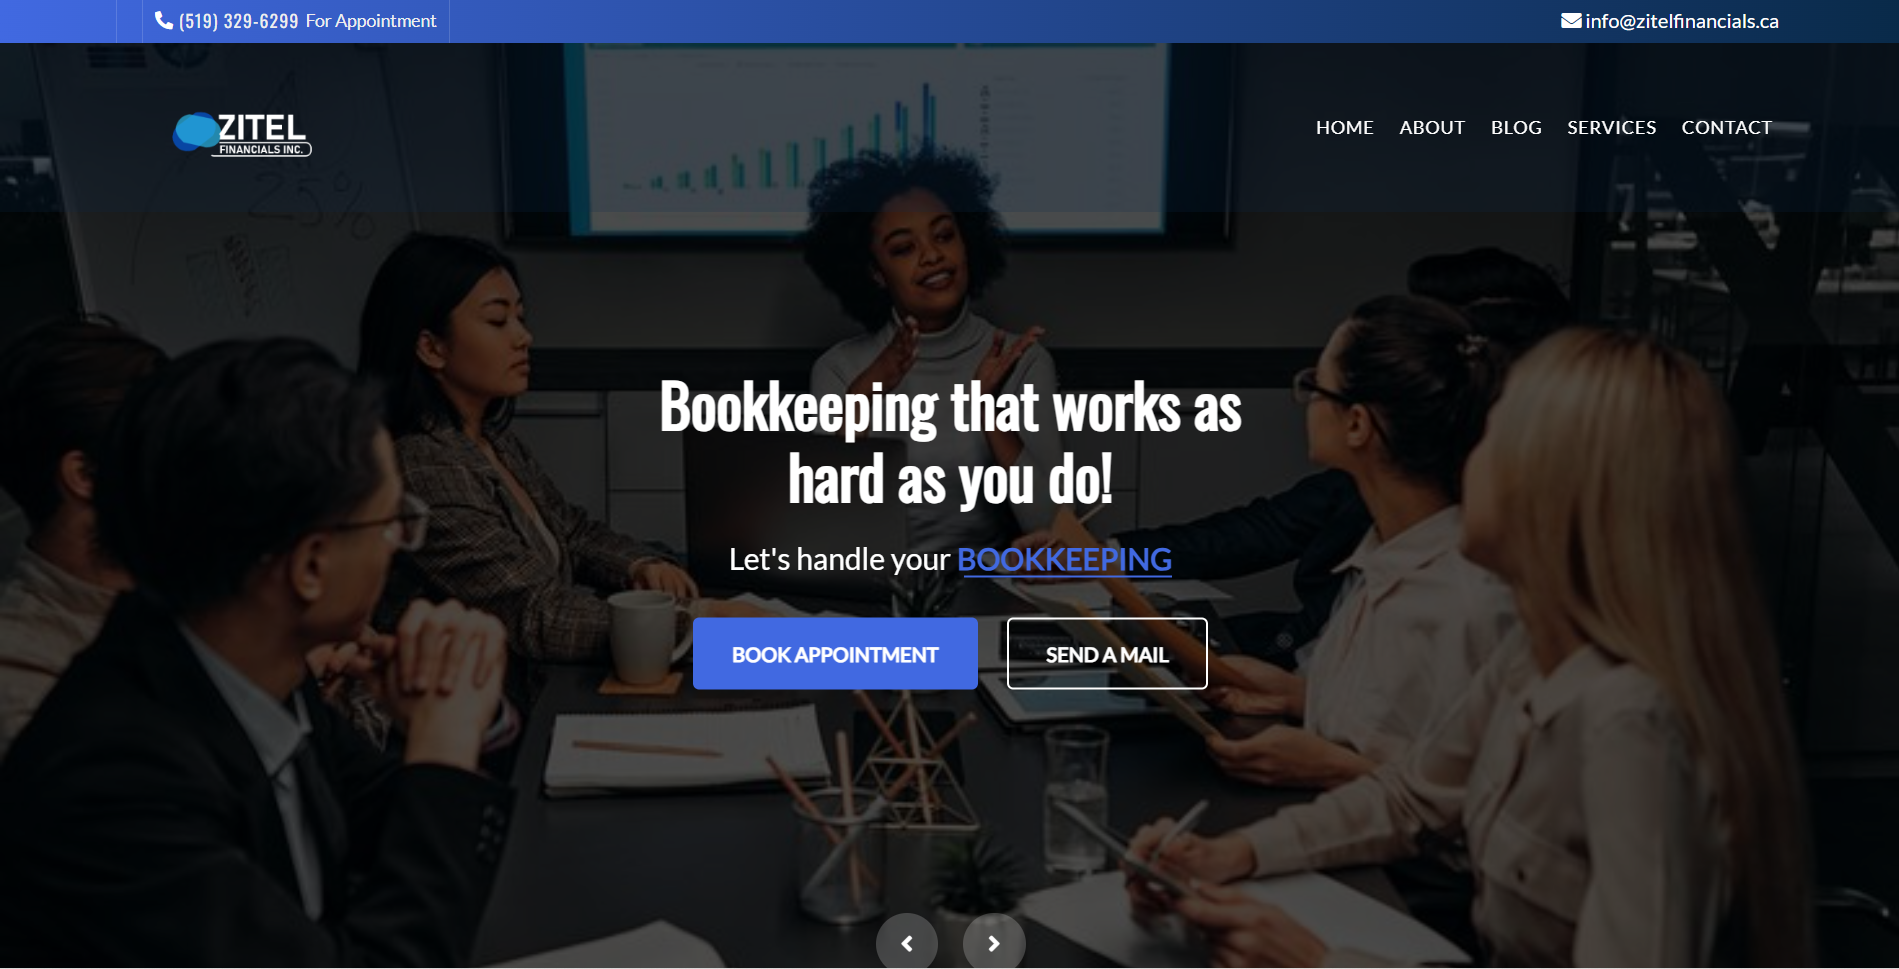 (519) 329-6299 For Appointment
info@zitelfinancials.ca
ZITEL
FINANCIALS INC.
HOME ABOUT BLOG SERVICES CONTACT
25%
Bookkeeping that works as
hard as you do!
Let's handle your BOOKKEEPING
BOOK APPOINTMENT
SEND A MAIL